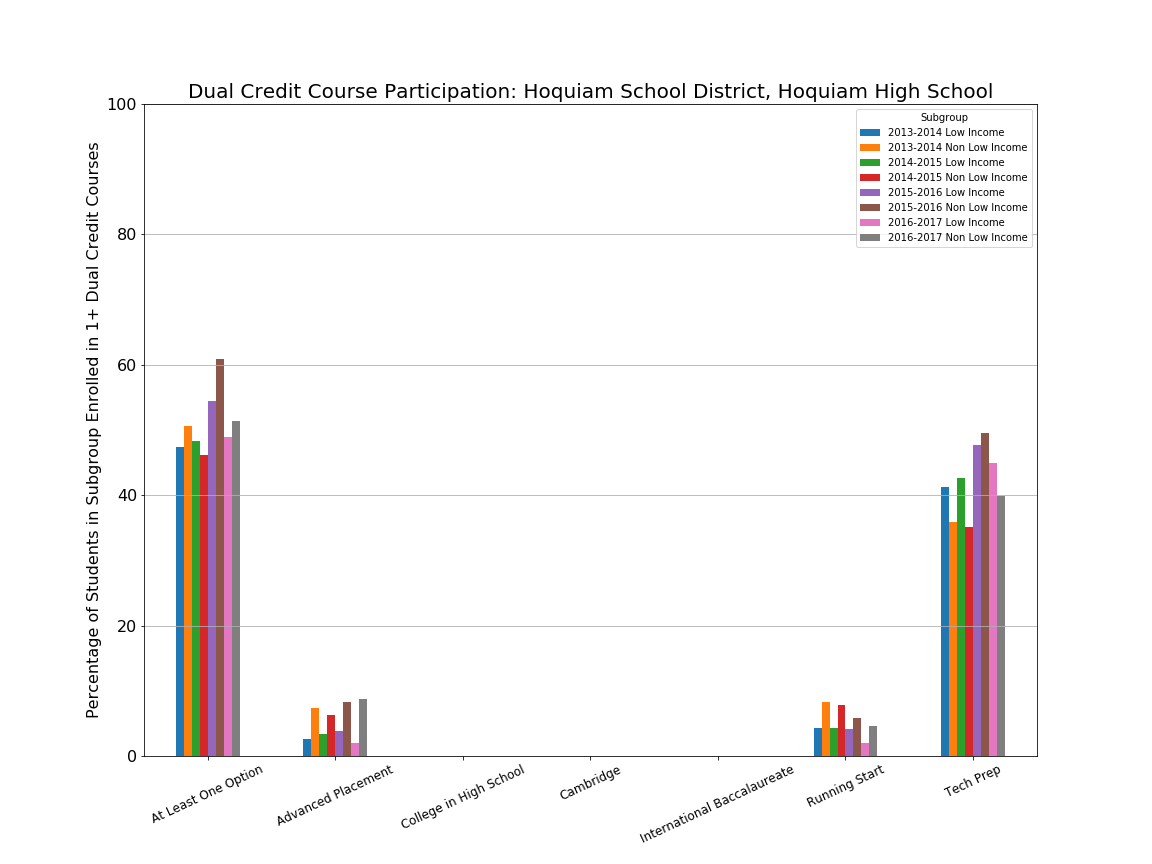 Dual Credit Course Participation: Hoquiam School District, Hoquiam High School
Percentage of Students in Subgroup Enrolled in 1+ Dual Credit Courses
100
80
60
40
20
0
Subgroup
2013-2014 Low Income
2013-2014 Non Low Income
2014-2015 Low Income
2014-2015 Non Low Income
2015-2016 Low Income
2015-2016 Non Low Income
2016-2017 Low Income
2016-2017 Non Low Income
At Least One Option
Advanced Placement
College in High School
Cambridge
International Baccalaureate
Running Start
Tech Prep